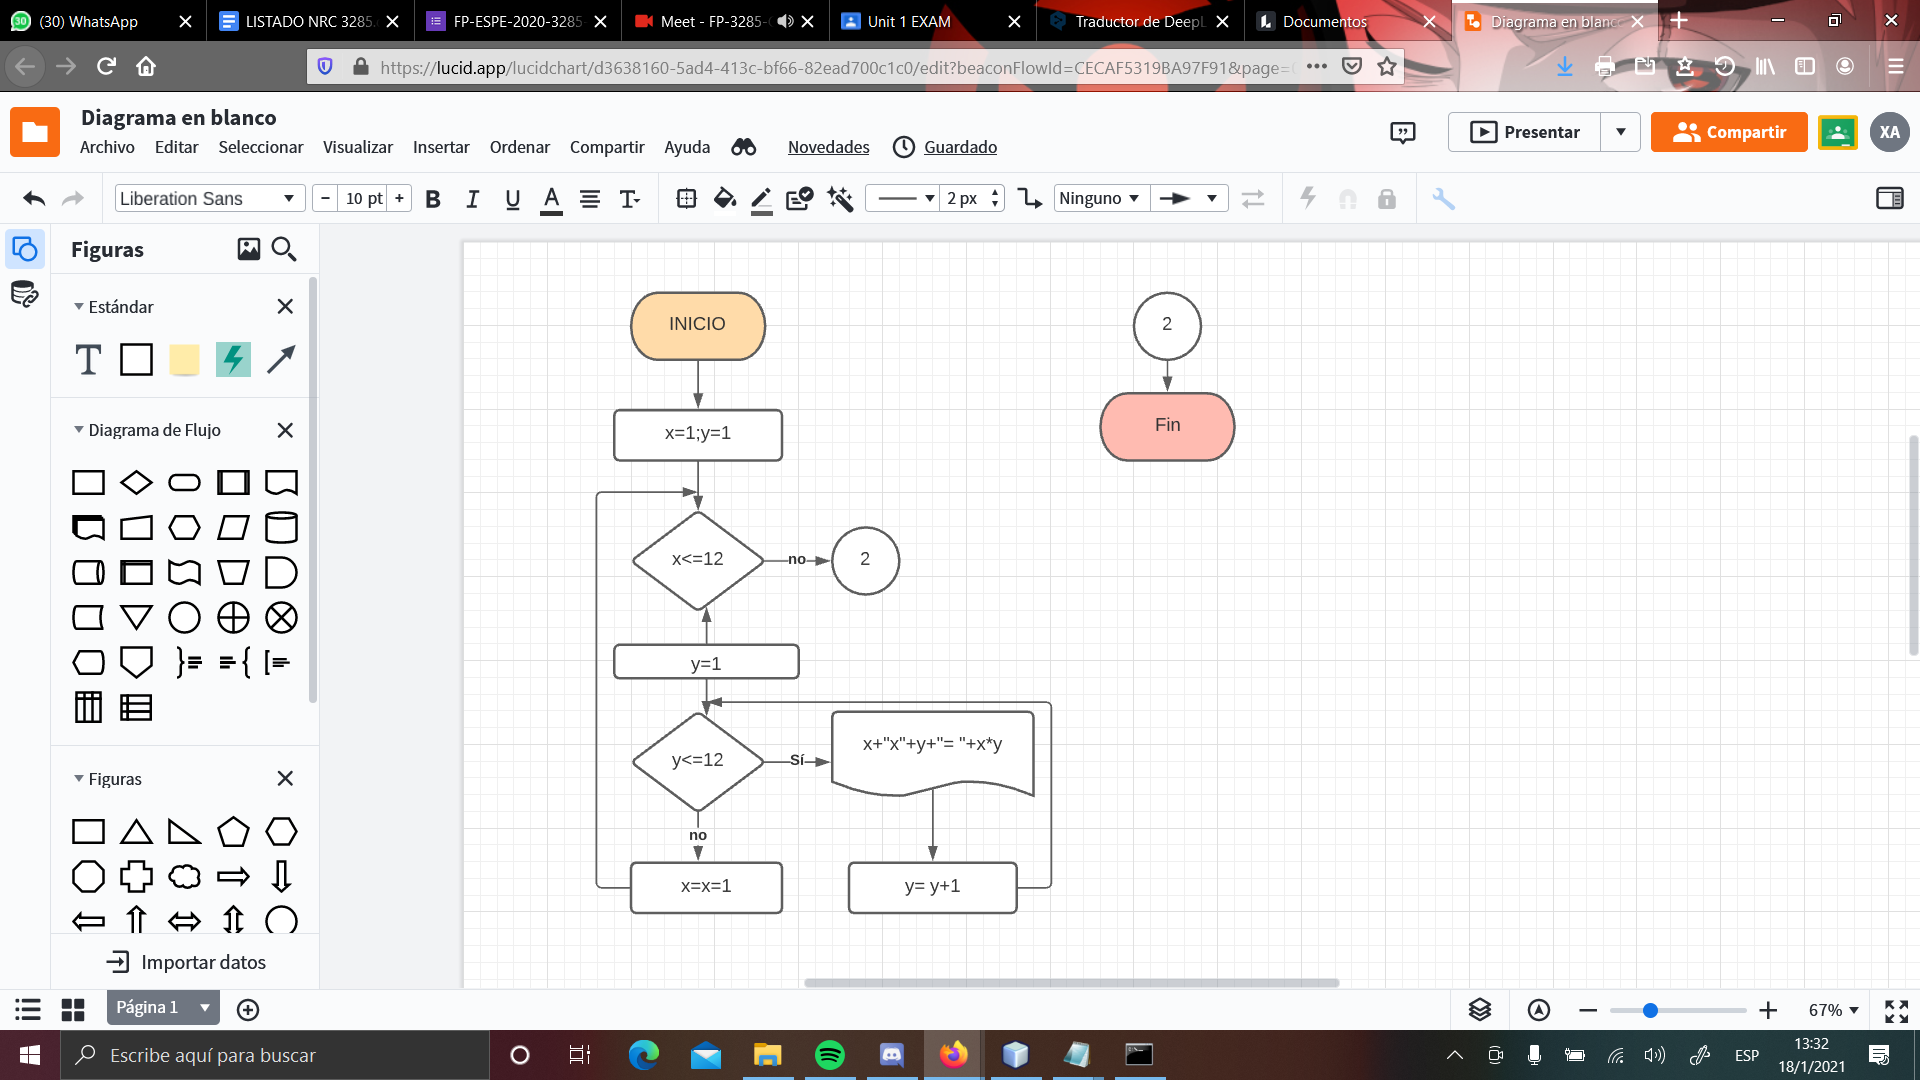 (30) WhatsApp
LISTADO NRC 3285.
FP-ESPE-2020-3285-
Meet - FP-3285-
Unit 1 EXAM
Traductor de DeepL
Documentos
Diagrama en blanco
https://lucid.app/lucidchart/d3638160-5ad4-413c-bf66-82ead700c1c0/edit?beaconFlowId=CECAF5319BA97F91&page=
Diagrama en blanco
Archivo Editar Seleccionar Visualizar Insertar Ordenar Compartir Ayuda Novedades Guardado
Presentar
Compartir
XA
Liberation Sans
− 10 pt +
B I U A T
2 px
Ninguno
Figuras
Estándar
T
Diagrama de Flujo
Figuras
Importar datos
INICIO
x=1;y=1
x<=12
no
2
y=1
y<=12
Sí
x+"x"+y+"= "+x*y
no
x=x=1
y= y+1
2
Fin
Página 1
67%
Escribe aquí para buscar
ESP
13:32
18/1/2021